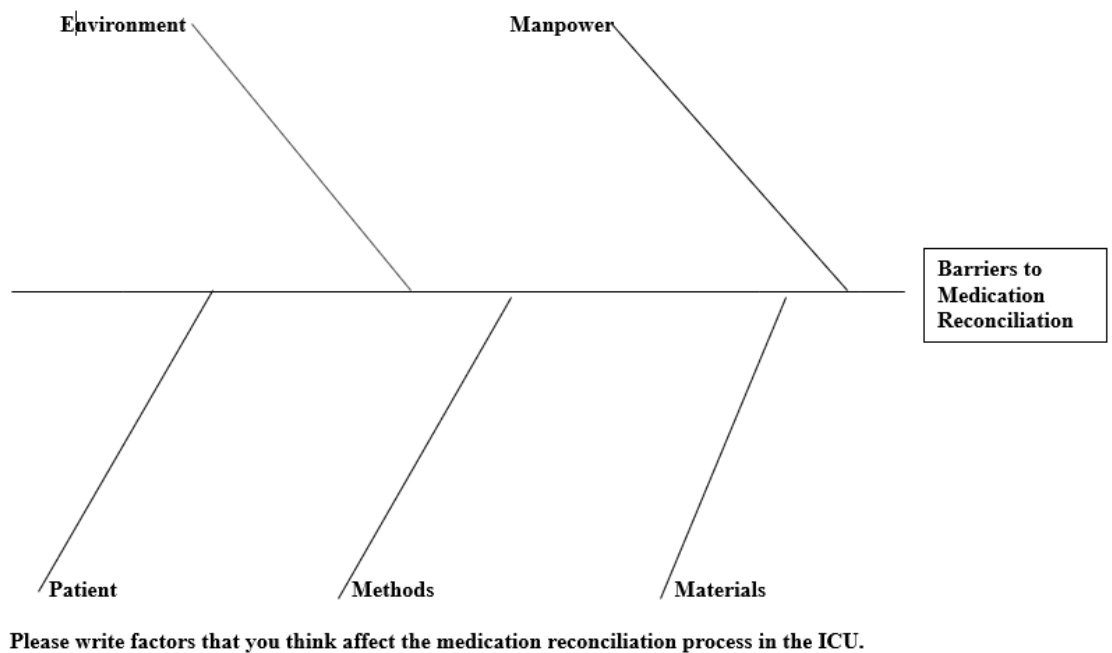 Environment
Manpower
Barriers to
Medication
Reconciliation
Patient
Methods
Materials
Please write factors that you think affect the medication reconciliation process in the ICU.